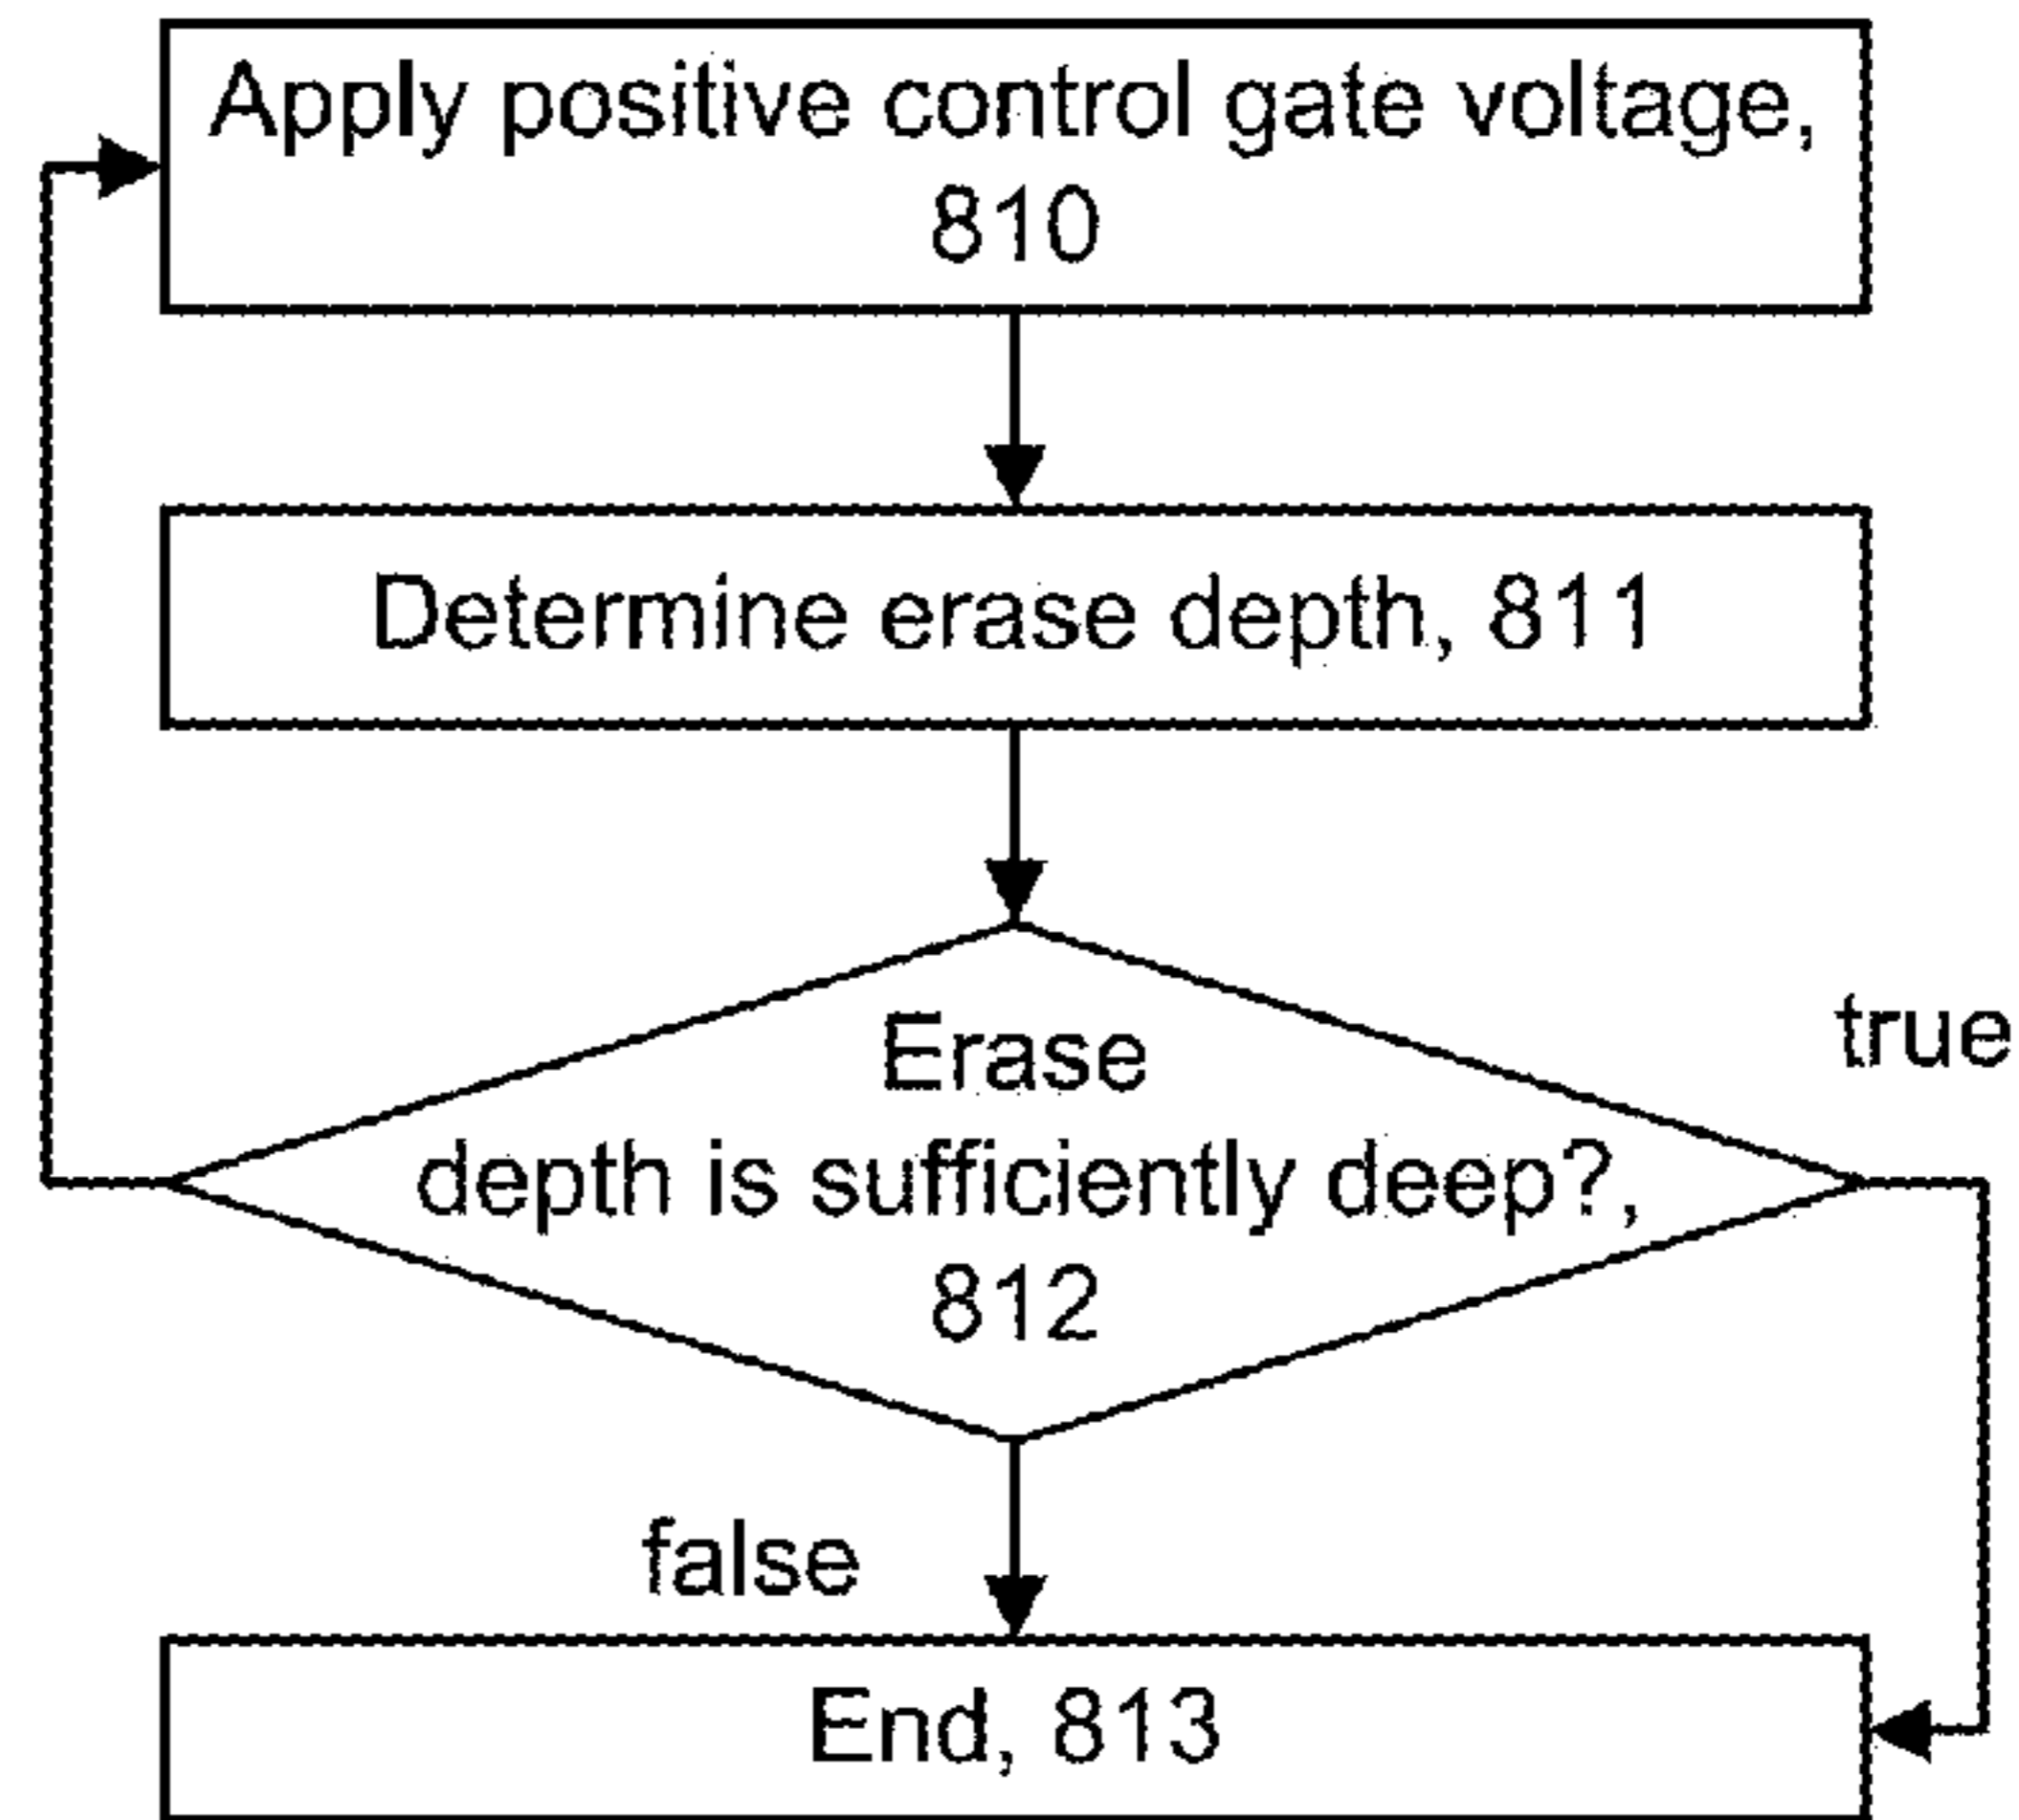 Apply positive control gate voltage,
810
Determine erase depth, 811
true
Erase
depth is sufficiently deep?,
812
false
End, 813